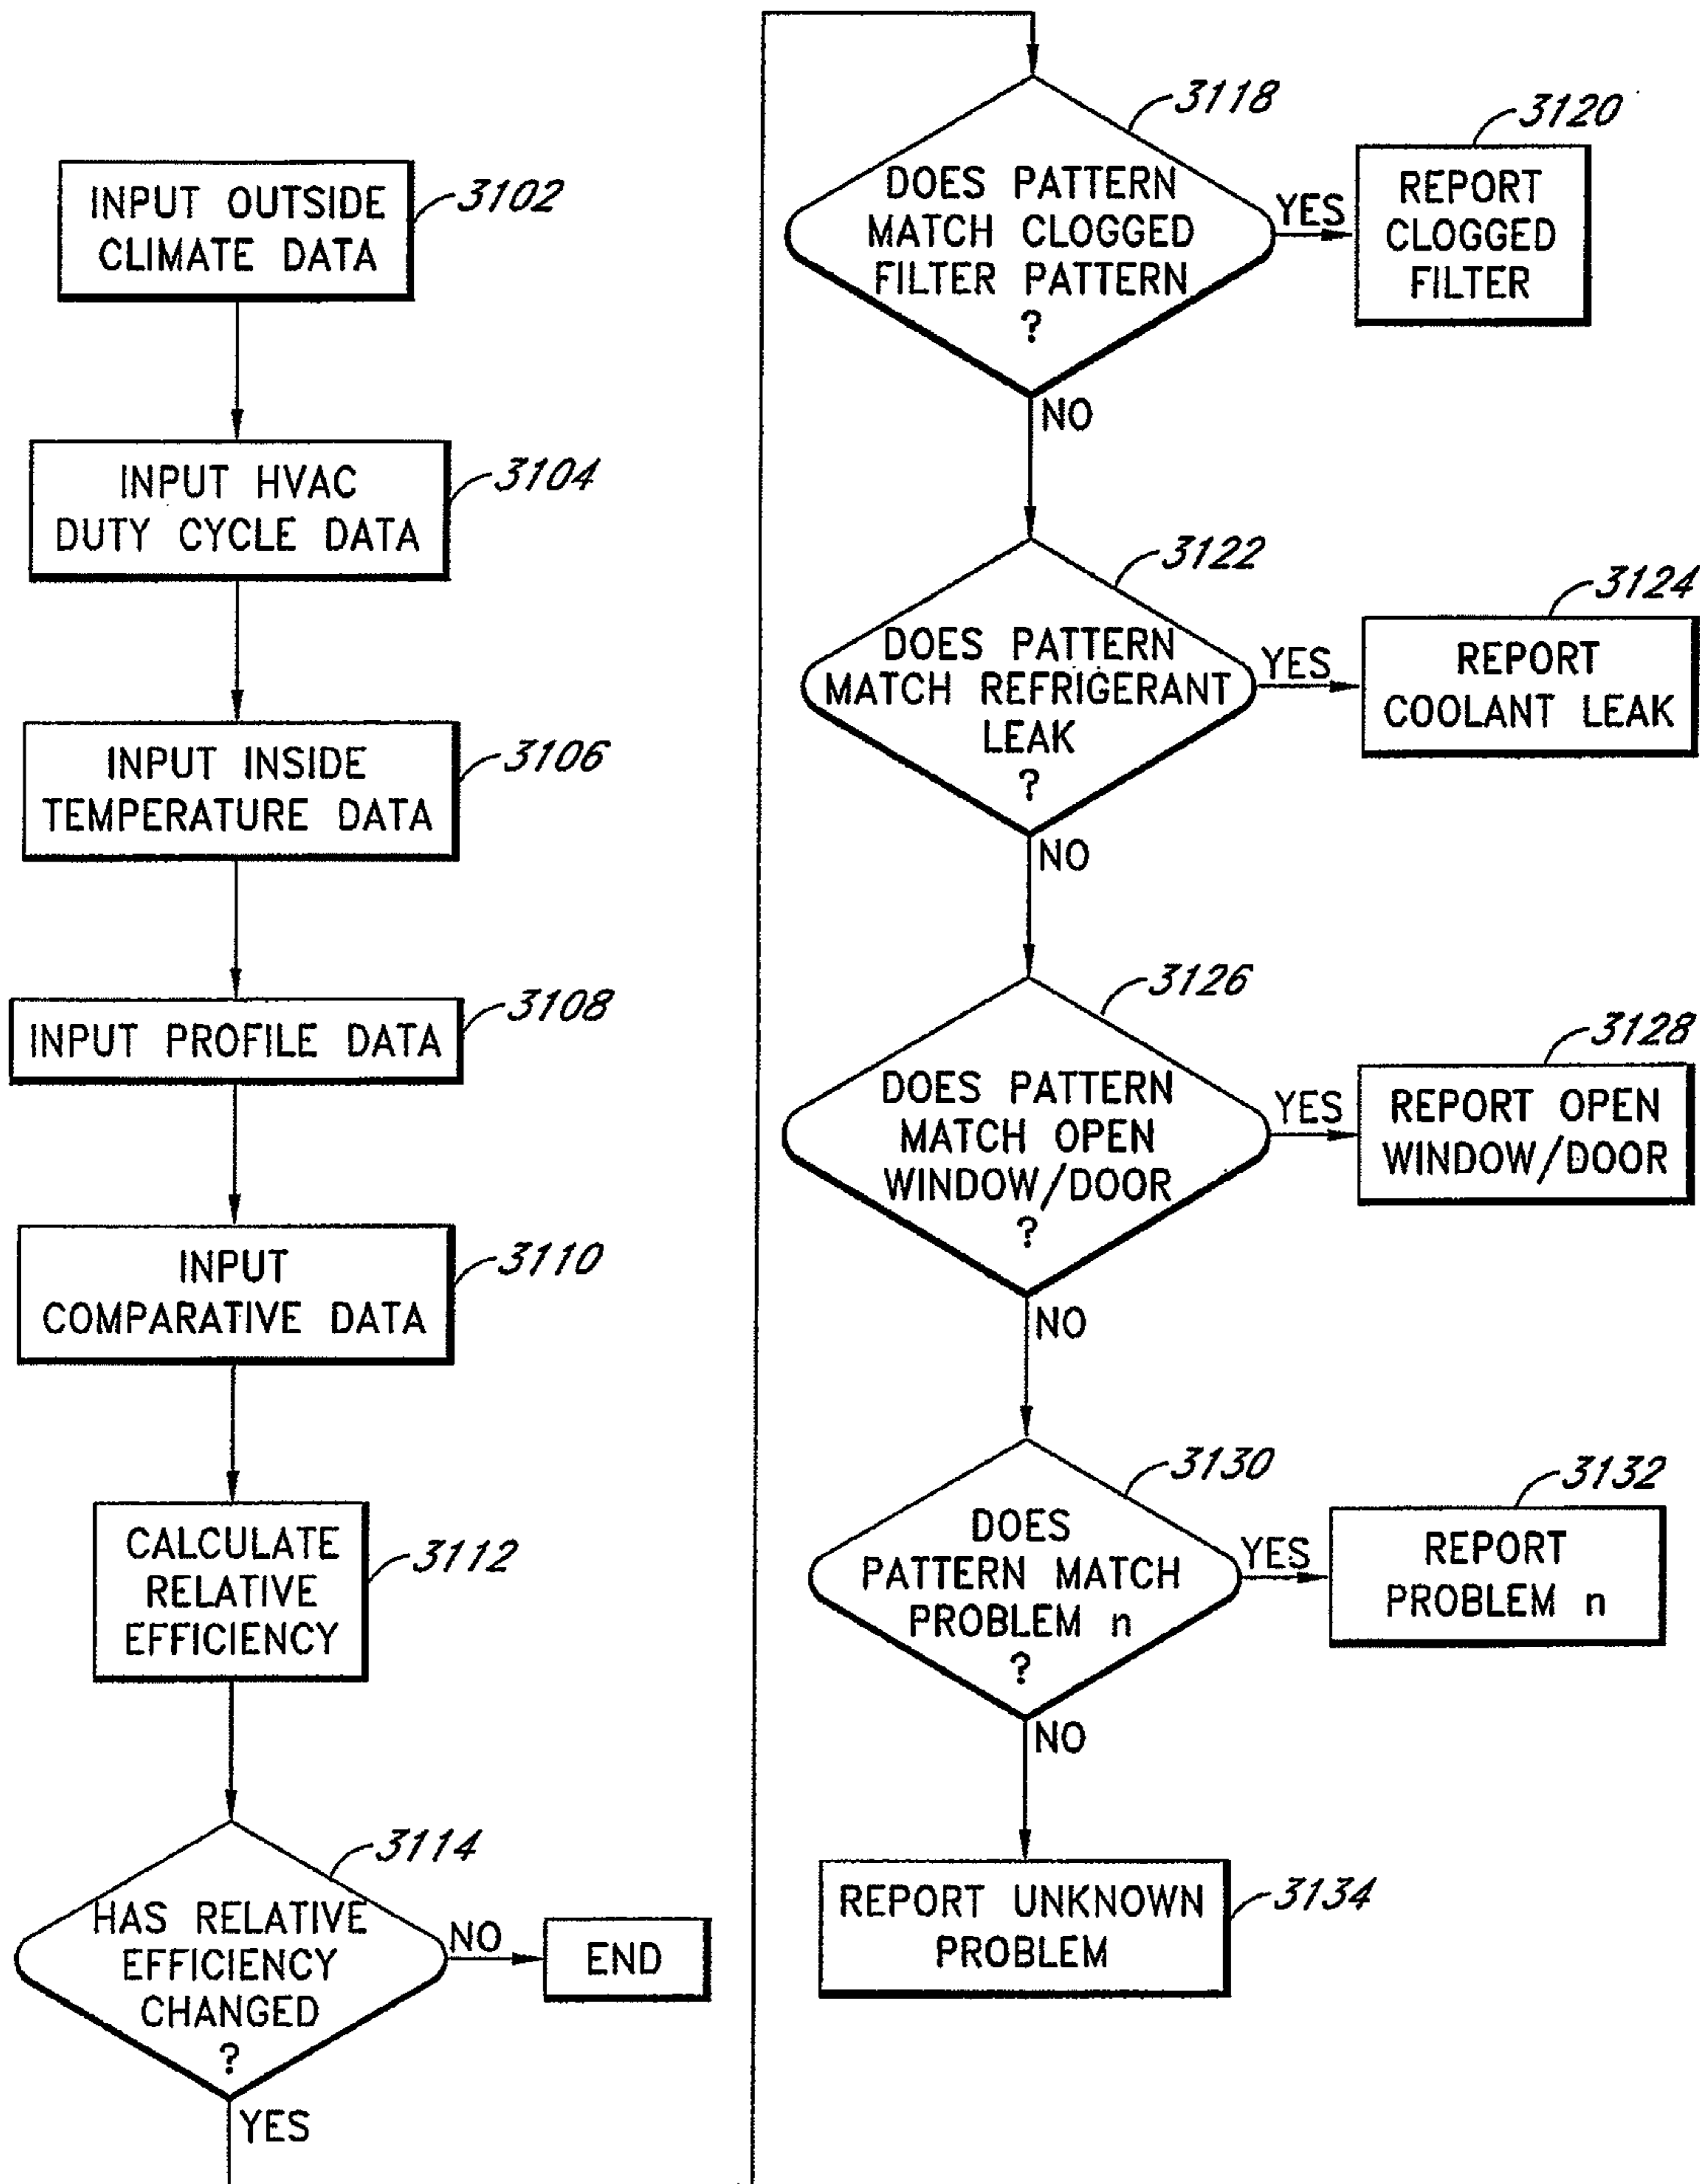 INPUT OUTSIDE
CLIMATE DATA
3102
INPUT HVAC
DUTY CYCLE DATA
3104
INPUT INSIDE
TEMPERATURE DATA
3106
INPUT PROFILE DATA
3108
INPUT
COMPARATIVE DATA
3110
CALCULATE
RELATIVE
EFFICIENCY
3112
HAS RELATIVE
EFFICIENCY
CHANGED
?
3114
NO
END
YES
DOES PATTERN
MATCH CLOGGED
FILTER PATTERN
?
3118
YES
REPORT
CLOGGED
FILTER
3120
NO
DOES PATTERN
MATCH REFRIGERANT
LEAK
?
3122
YES
REPORT
COOLANT LEAK
3124
NO
DOES PATTERN
MATCH OPEN
WINDOW/DOOR
?
3126
YES
REPORT OPEN
WINDOW/DOOR
3128
NO
DOES
PATTERN MATCH
PROBLEM n
?
3130
YES
REPORT
PROBLEM n
3132
NO
REPORT UNKNOWN
PROBLEM
3134